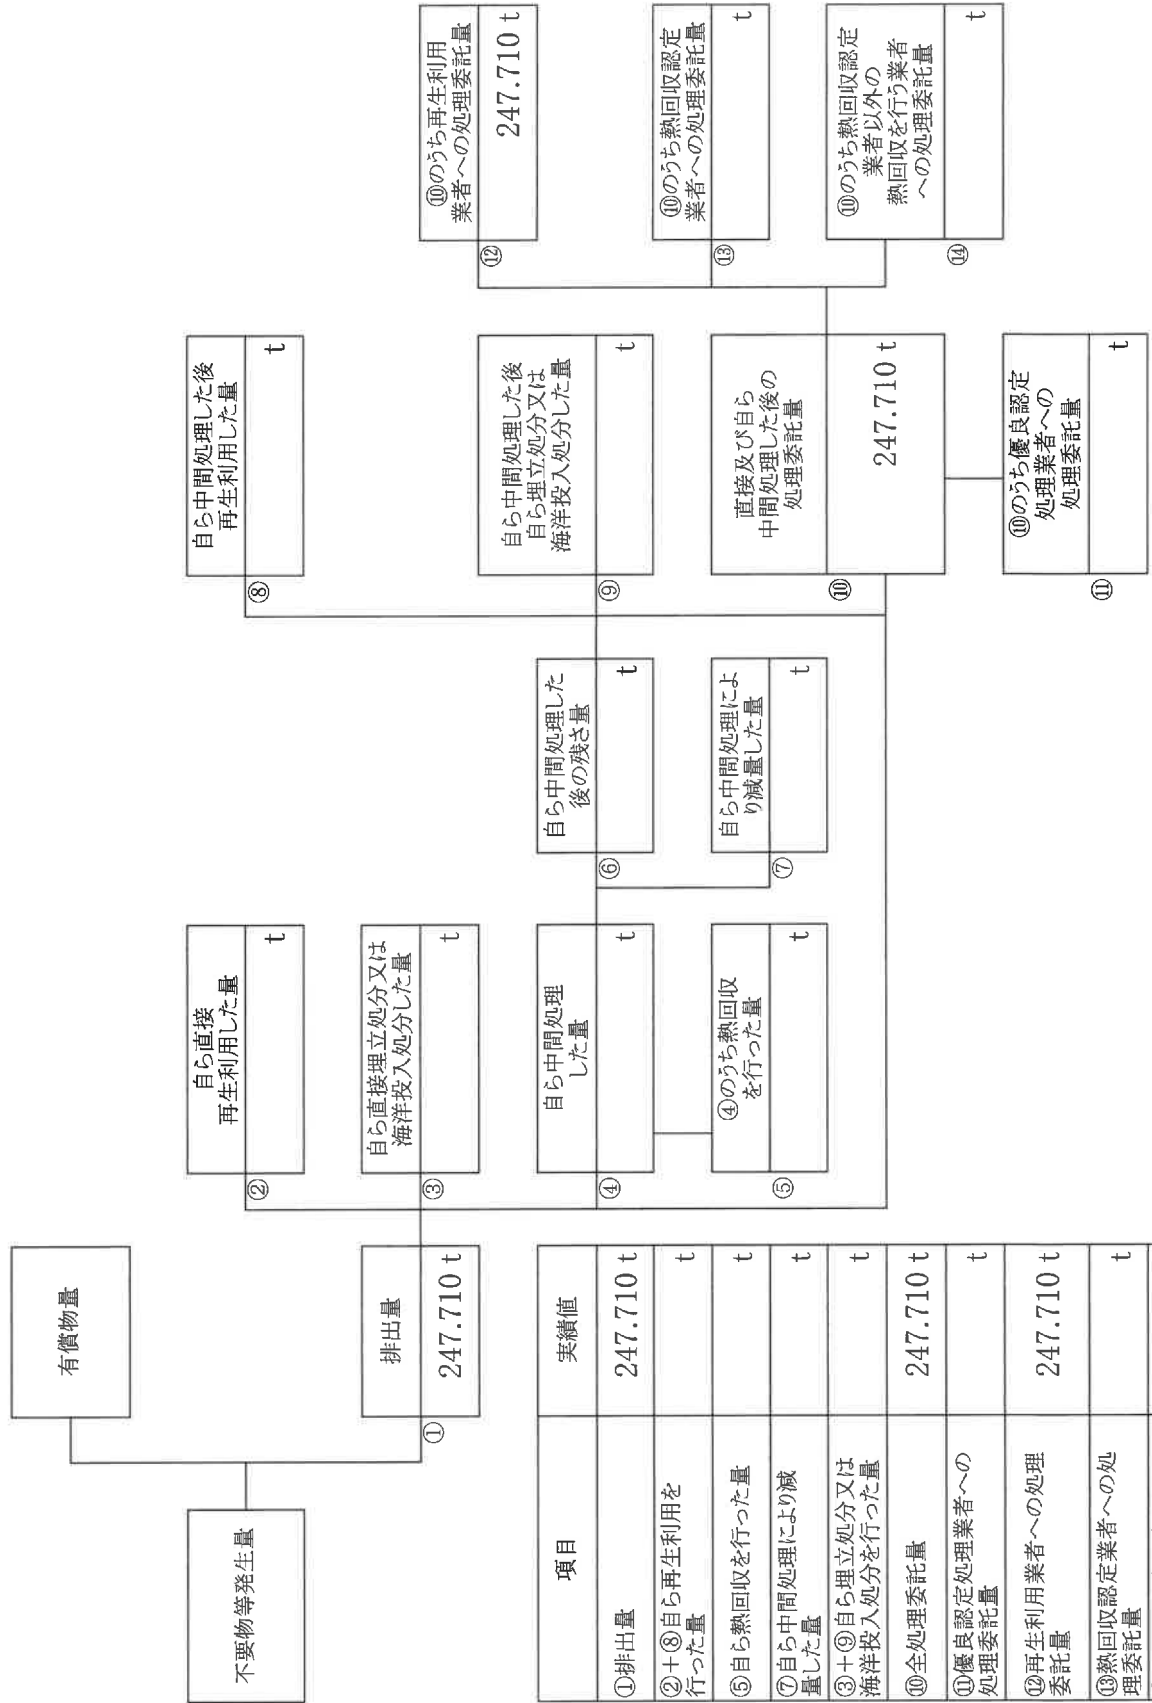 不要物等発生量
有償物量
①
排出量
247.710 t
②
自ら直接
再生利用した量
t
③
自ら直接埋立処分又は
海洋投入処分した量
t
④
自ら中間処理
した量
t
⑤
④のうち熱回収
を行った量
t
⑥
自ら中間処理した
後の残さ量
t
⑦
自ら中間処理によ
り減量した量
t
⑧
自ら中間処理した後
再生利用した量
t
⑨
自ら中間処理した後
自ら埋立処分又は
海洋投入処分した量
t
⑩
直接及び自ら
中間処理した後の
処理委託量
247.710 t
⑪
⑩のうち優良認定
処理業者への
処理委託量
t
⑫
⑩のうち再生利用
業者への処理委託量
247.710 t
⑬
⑩のうち熱回収認定
業者への処理委託量
t
⑭
⑩のうち熱回収認定
業者以外の
熱回収を行う業者
への処理委託量
t
項目
実績値
①排出量
247.710 t
②＋⑧自ら再生利用を
行った量
t
⑤自ら熱回収を行った量
t
⑦自ら中間処理により減
量した量
t
③＋⑨自ら埋立処分又は
海洋投入処分を行った量
t
⑩全処理委託量
247.710 t
⑪優良認定処理業者への
処理委託量
t
⑫再生利用業者への処理
委託量
247.710 t
⑬熱回収認定業者への処
理委託量
t